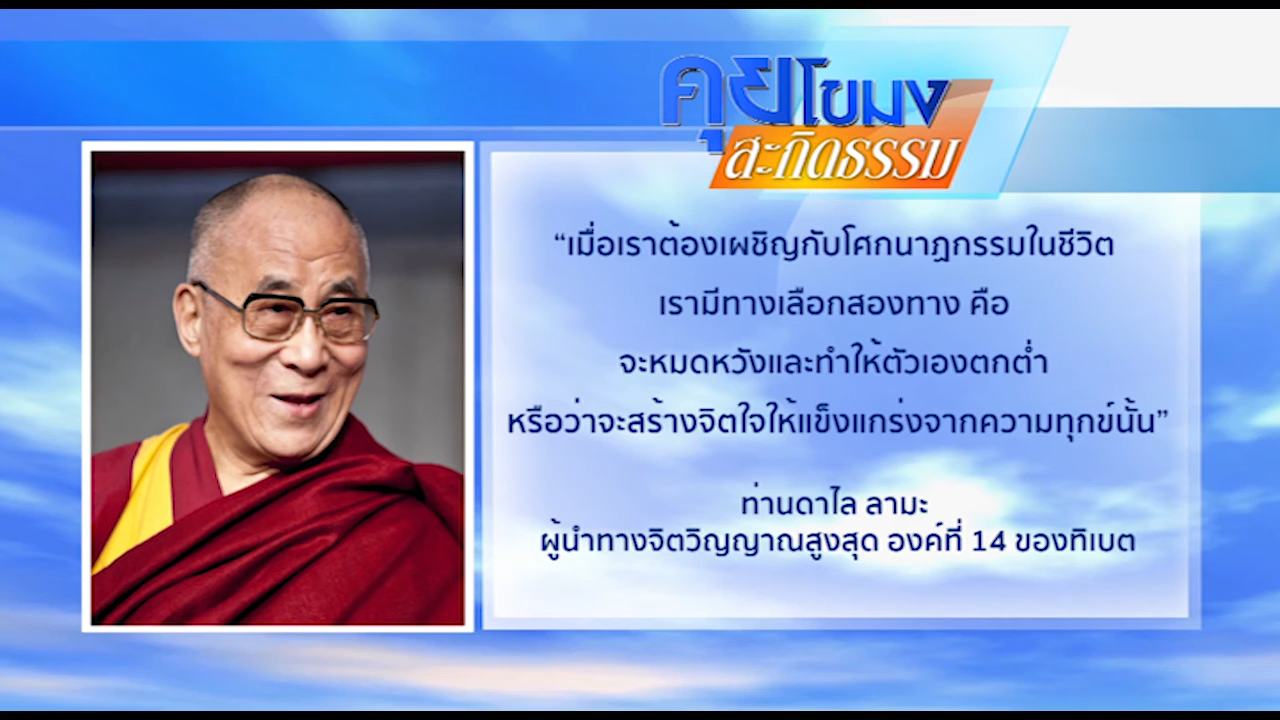 คุยโขมง
สะกิดธรรม
“เมื่อเราต้องเผชิญกับโศกนาฏกรรมในชีวิต
เรามีทางเลือกสองทาง คือ
จะหมดหวังและทำให้ตัวเองตกต่ำ
หรือว่าจะสร้างจิตใจให้แข็งแกร่งจากความทุกข์นั้น”
ท่านดาไล ลามะ
ผู้นำทางจิตวิญญาณสูงสุด องค์ที่ 14 ของทิเบต